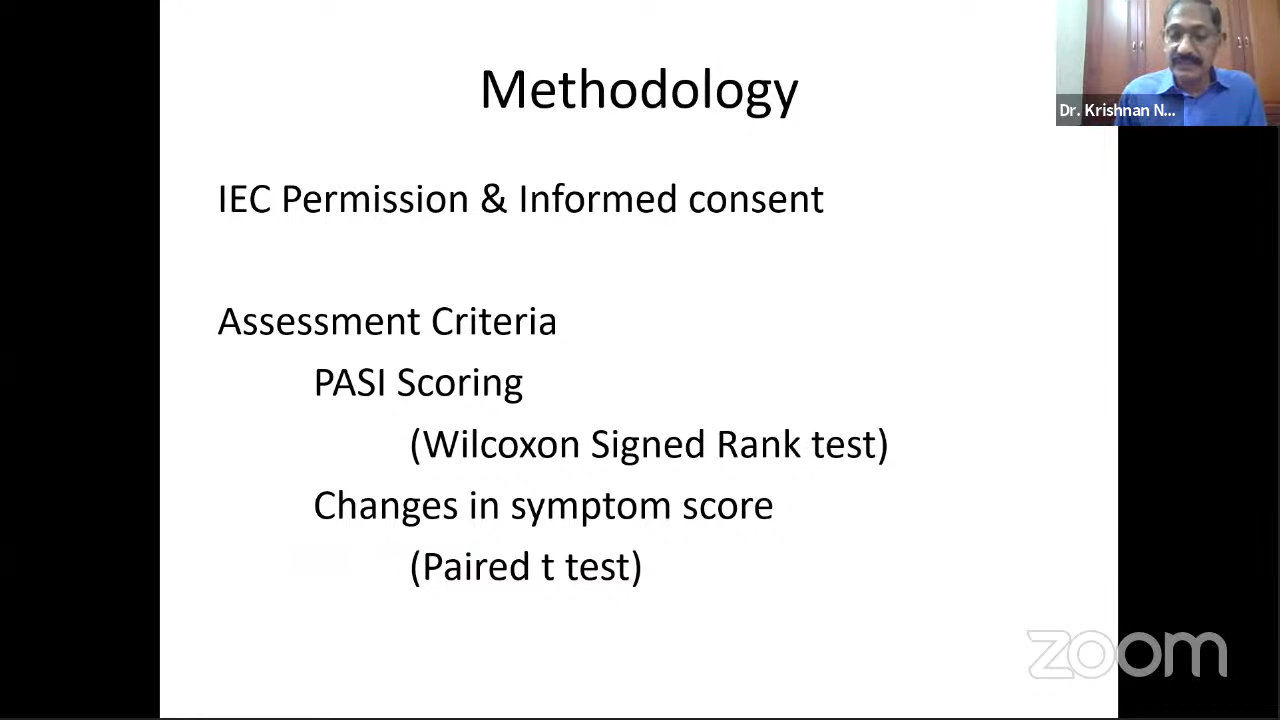 Methodology
Dr. Krishnan N...
IEC Permission & Informed consent
Assessment Criteria
PASI Scoring
(Wilcoxon Signed Rank test)
Changes in symptom score
(Paired t test)
zoom